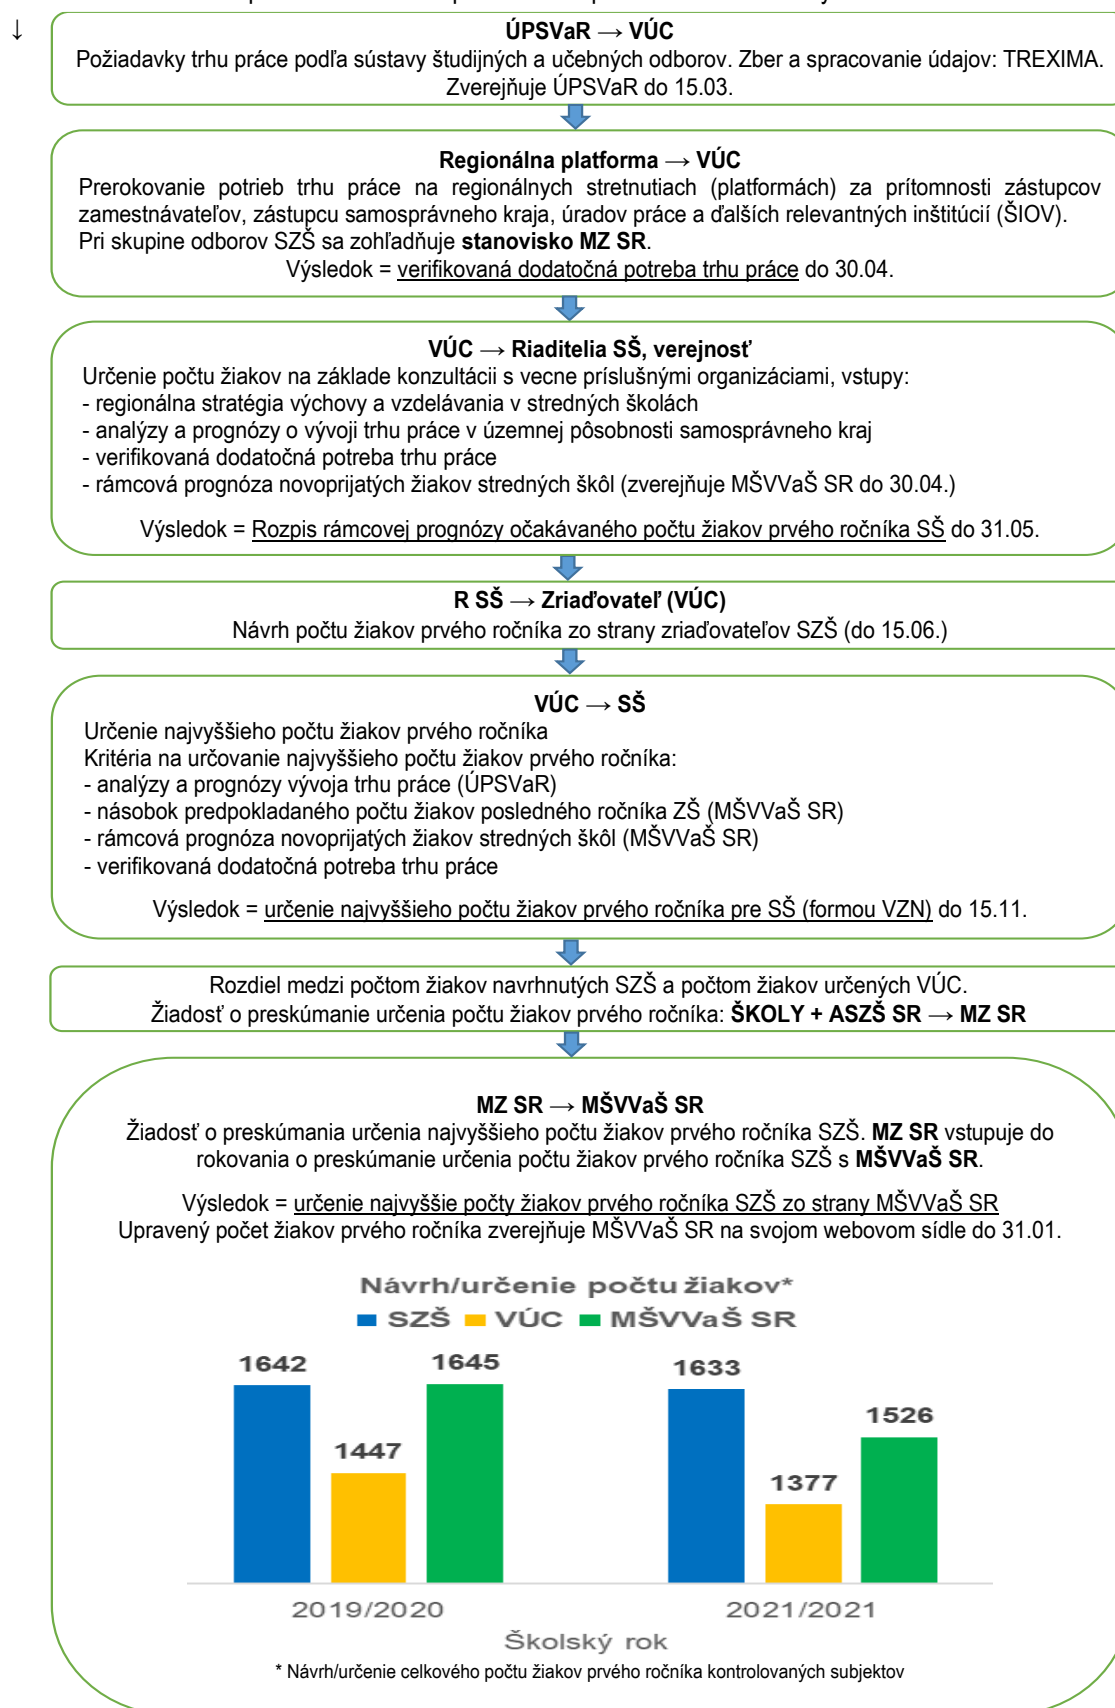 ↓
ÚPSVaR → VÚC
Požiadavky trhu práce podľa sústavy študijných a učebných odborov. Zber a spracovanie údajov: TREXIMA.
Zverejňuje ÚPSVaR do 15.03.
Regionálna platforma → VÚC
Prerokovanie potrieb trhu práce na regionálnych stretnutiach (platformách) za prítomnosti zástupcov
zamestnávateľov, zástupcu samosprávneho kraja, úradov práce a ďalších relevantných inštitúcií (ŠIOV).
Pri skupine odborov SZŠ sa zohľadňuje stanovisko MZ SR.
Výsledok = verifikovaná dodatočná potreba trhu práce do 30.04.
VÚC → Riaditelia SŠ, verejnosť
Určenie počtu žiakov na základe konzultácii s vecne príslušnými organizáciami, vstupy:
- regionálna stratégia výchovy a vzdelávania v stredných školách
- analýzy a prognózy o vývoji trhu práce v územnej pôsobnosti samosprávneho kraj
- verifikovaná dodatočná potreba trhu práce
- rámcová prognóza novoprijatých žiakov stredných škôl (zverejňuje MŠVVaŠ SR do 30.04.)
Výsledok = Rozpis rámcovej prognózy očakávaného počtu žiakov prvého ročníka SŠ do 31.05.
R SŠ → Zriaďovateľ (VÚC)
Návrh počtu žiakov prvého ročníka zo strany zriaďovateľov SZŠ (do 15.06.)
VÚC → SŠ
Určenie najvyššieho počtu žiakov prvého ročníka
Kritéria na určovanie najvyššieho počtu žiakov prvého ročníka:
- analýzy a prognózy vývoja trhu práce (ÚPSVaR)
- násobok predpokladaného počtu žiakov posledného ročníka ZŠ (MŠVVaŠ SR)
- rámcová prognóza novoprijatých žiakov stredných škôl (MŠVVaŠ SR)
- verifikovaná dodatočná potreba trhu práce
Výsledok = určenie najvyššieho počtu žiakov prvého ročníka pre SŠ (formou VZN) do 15.11.
Rozdiel medzi počtom žiakov navrhnutých SZŠ a počtom žiakov určených VÚC.
Žiadosť o preskúmanie určenia počtu žiakov prvého ročníka: ŠKOLY + ASZŠ SR → MZ SR
MZ SR → MŠVVaŠ SR
Žiadosť o preskúmania určenia najvyššieho počtu žiakov prvého ročníka SZŠ. MZ SR vstupuje do
rokovania o preskúmanie určenia počtu žiakov prvého ročníka SZŠ s MŠVVaŠ SR.
Výsledok = určenie najvyššie počty žiakov prvého ročníka SZŠ zo strany MŠVVaŠ SR
Upravený počet žiakov prvého ročníka zverejňuje MŠVVaŠ SR na svojom webovom sídle do 31.01.
Návrh/určenie počtu žiakov*
SZŠ VÚC MŠVVaŠ SR
1642 1447 1645 1633 1377 1526
2019/2020 2021/2021
Školský rok
* Návrh/určenie celkového počtu žiakov prvého ročníka kontrolovaných subjektov